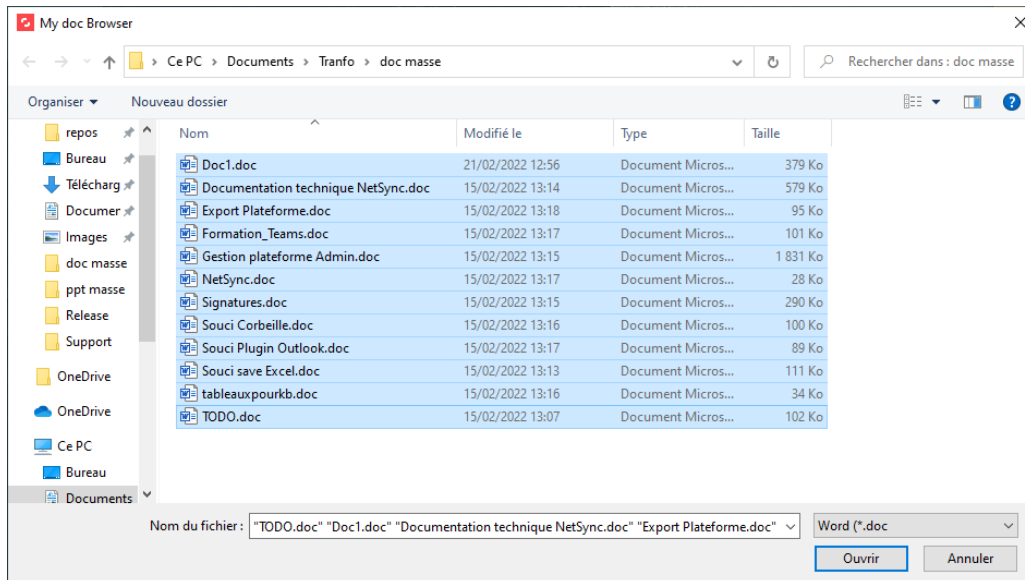 My doc Browser
Ce PC > Documents > Tranfo > doc masse
Rechercher dans : doc masse
Organiser
Nouveau dossier
repos
Bureau
Télécharg
Documer
Images
doc masse
ppt masse
Release
Support
OneDrive
OneDrive
Ce PC
Bureau
Documents
Nom Modifié le Type Taille
Doc1.doc 21/02/2022 12:56 Document Micros... 379 Ko
Documentation technique NetSync.doc 15/02/2022 13:14 Document Micros... 579 Ko
Export Plateforme.doc 15/02/2022 13:18 Document Micros... 95 Ko
Formation_Teams.doc 15/02/2022 13:17 Document Micros... 101 Ko
Gestion plateforme Admin.doc 15/02/2022 13:15 Document Micros... 1 831 Ko
NetSync.doc 15/02/2022 13:17 Document Micros... 28 Ko
Signatures.doc 15/02/2022 13:15 Document Micros... 290 Ko
Souci Corbeille.doc 15/02/2022 13:16 Document Micros... 100 Ko
Souci Plugin Outlook.doc 15/02/2022 13:17 Document Micros... 89 Ko
Souci save Excel.doc 15/02/2022 13:13 Document Micros... 111 Ko
tableauxpourkb.doc 15/02/2022 13:16 Document Micros... 34 Ko
TODO.doc 15/02/2022 13:07 Document Micros... 102 Ko
Nom du fichier : "TODO.doc" "Doc1.doc" "Documentation technique NetSync.doc" "Export Plateforme.doc"
Word (*.doc
Ouvrir
Annuler